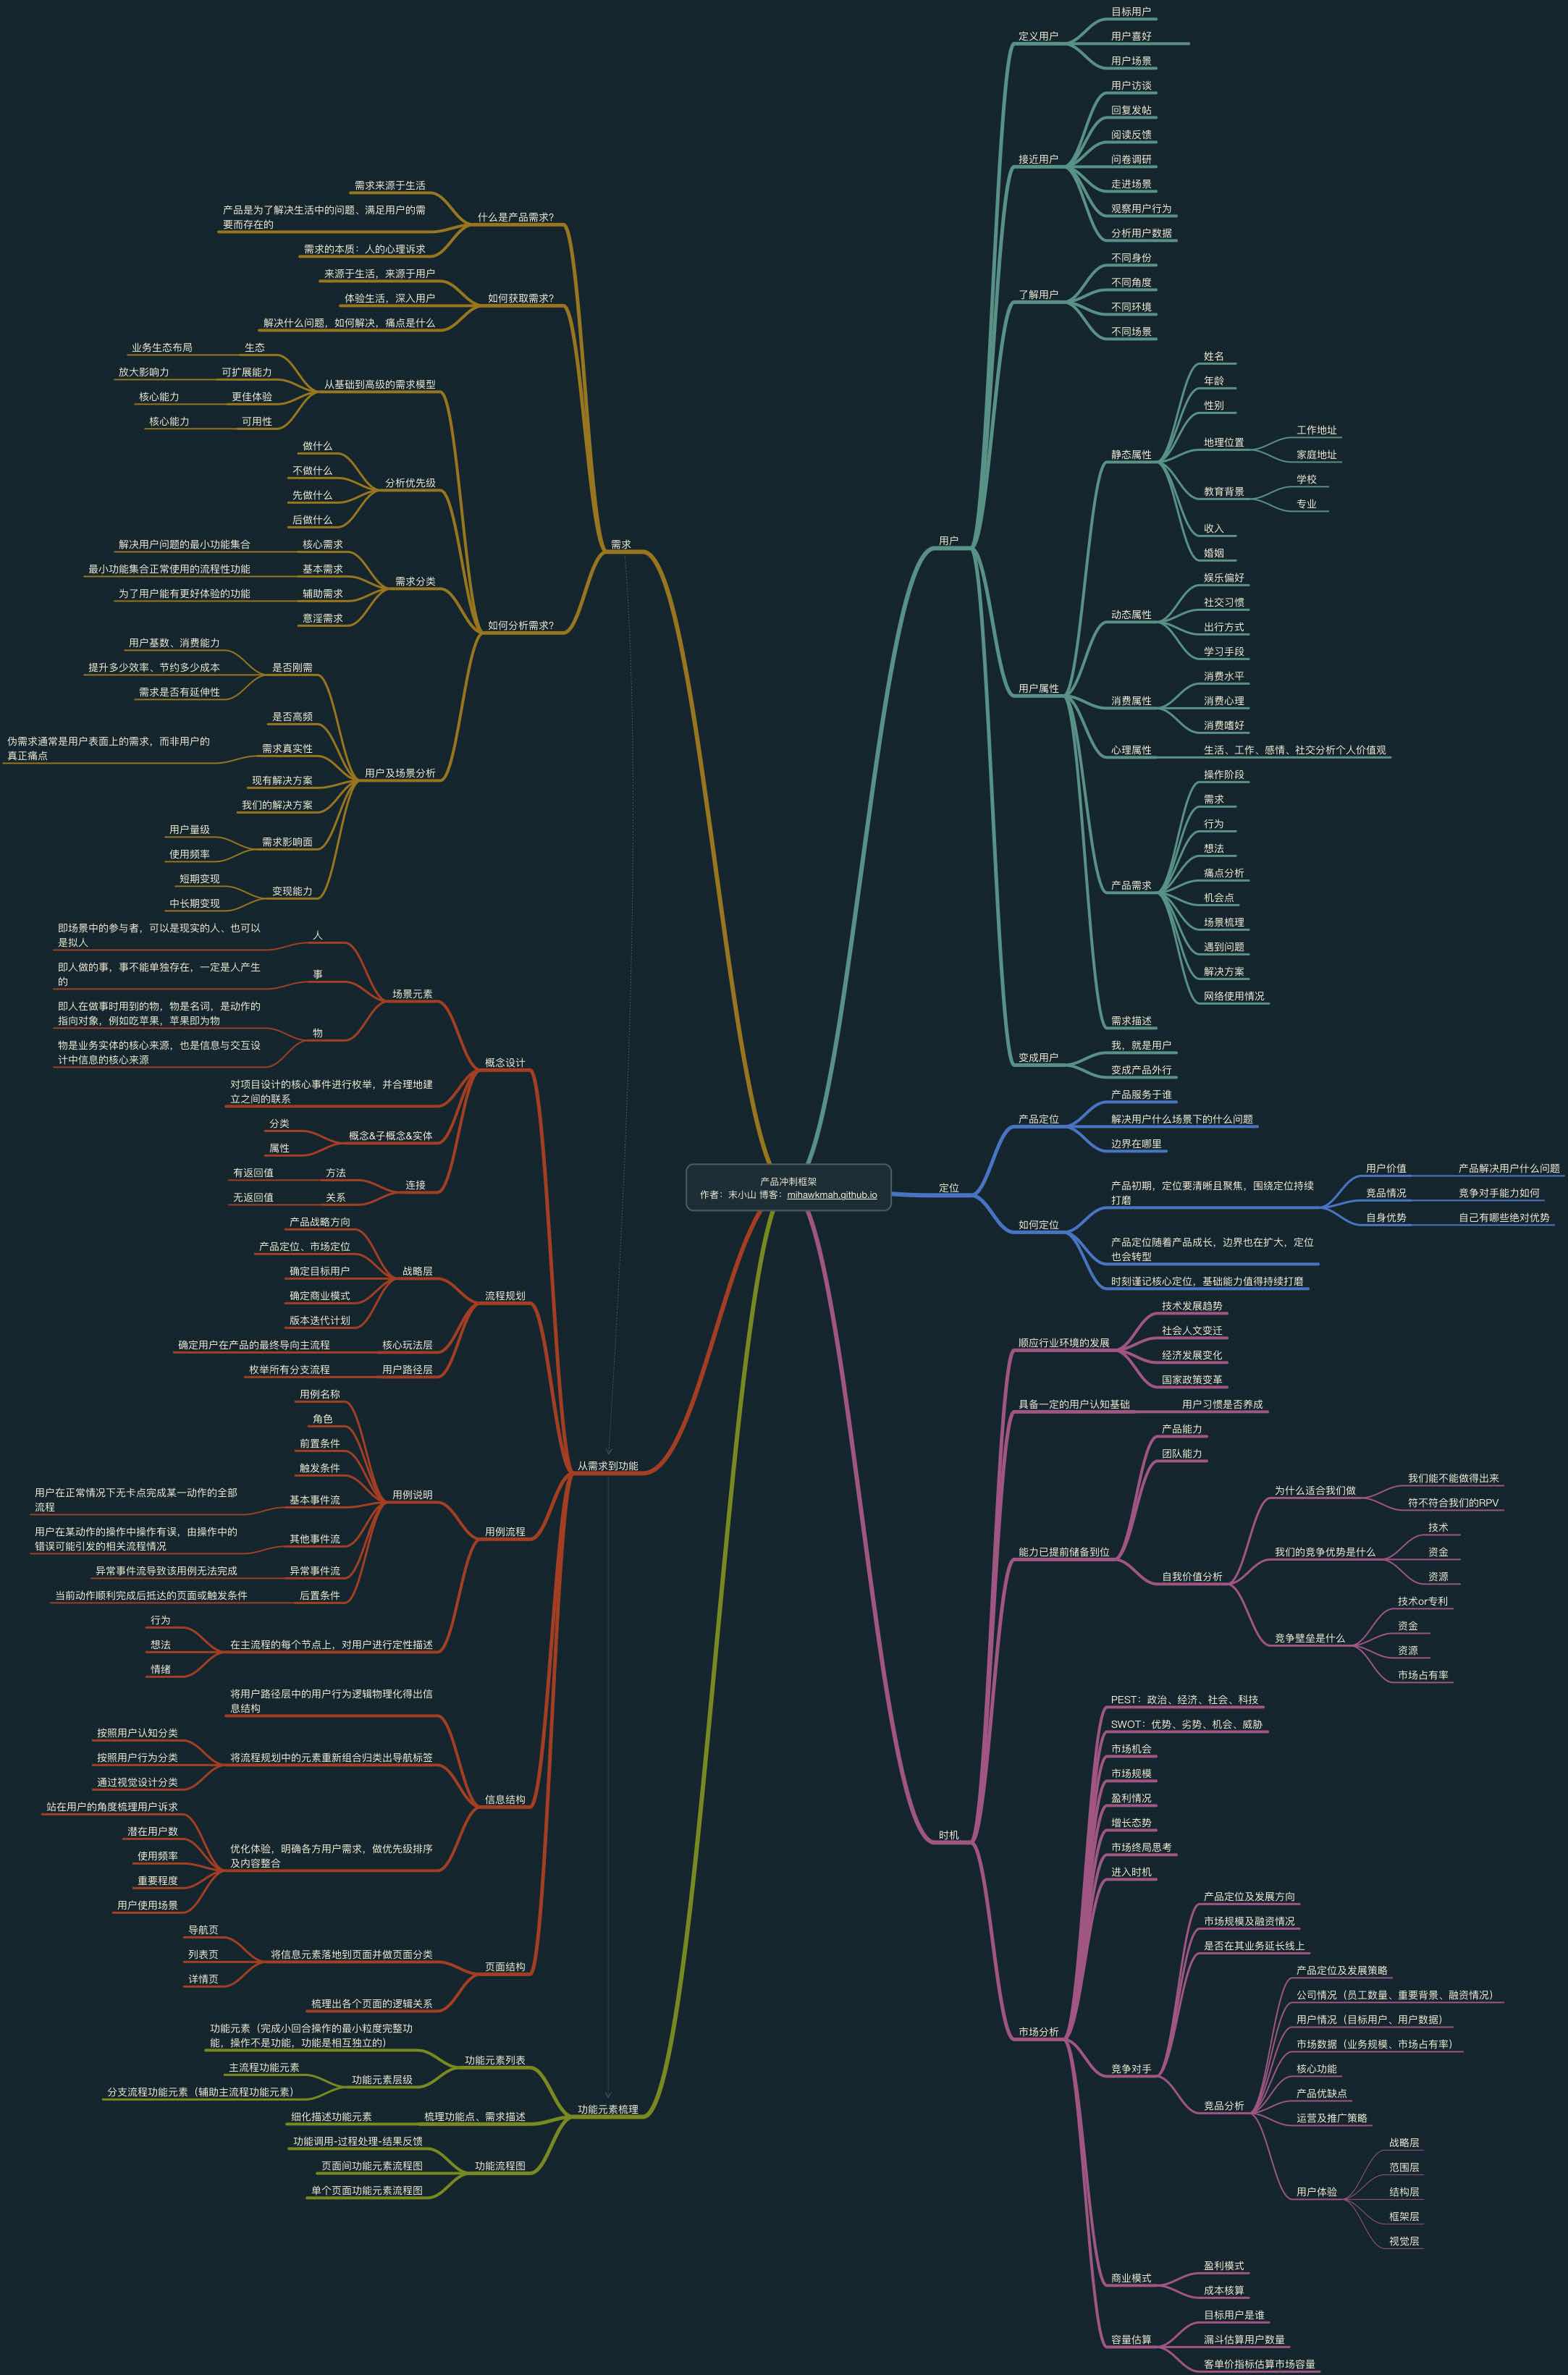 产品冲刺框架
作者：末小山 博客：mihawkmah.github.io
用户
定义用户
目标用户
用户喜好
用户场景
接近用户
用户访谈
回复发帖
阅读反馈
问卷调研
走进场景
观察用户行为
分析用户数据
了解用户
不同身份
不同角度
不同环境
不同场景
用户属性
静态属性
姓名
年龄
性别
地理位置
工作地址
家庭地址
教育背景
学校
专业
收入
婚姻
动态属性
娱乐偏好
社交习惯
出行方式
学习手段
消费属性
消费水平
消费心理
消费嗜好
心理属性
生活、工作、感情、社交分析个人价值观
产品需求
操作阶段
需求
行为
想法
痛点分析
机会点
场景梳理
遇到问题
解决方案
网络使用情况
需求描述
变成用户
我，就是用户
变成产品外行
定位
产品定位
产品服务于谁
解决用户什么场景下的什么问题
边界在哪里
如何定位
产品初期，定位要清晰且聚焦，围绕定位持续
打磨
用户价值
产品解决用户什么问题
竞品情况
竞争对手能力如何
自身优势
自己有哪些绝对优势
产品定位随着产品成长，边界也在扩大，定位
也会转型
时刻谨记核心定位，基础能力值得持续打磨
时机
顺应行业环境的发展
技术发展趋势
社会人文变迁
经济发展变化
国家政策变革
具备一定的用户认知基础
用户习惯是否养成
能力已提前储备到位
产品能力
团队能力
自我价值分析
为什么适合我们做
我们能不能做得出来
符不符合我们的RPV
我们的竞争优势是什么
技术
资金
资源
竞争壁垒是什么
技术or专利
资金
资源
市场占有率
市场分析
PEST：政治、经济、社会、科技
SWOT：优势、劣势、机会、威胁
市场机会
市场规模
盈利情况
增长态势
市场终局思考
进入时机
竞争对手
产品定位及发展方向
市场规模及融资情况
是否在其业务延长线上
竞品分析
产品定位及发展策略
公司情况（员工数量、重要背景、融资情况）
用户情况（目标用户、用户数据）
市场数据（业务规模、市场占有率）
核心功能
产品优缺点
运营及推广策略
用户体验
战略层
范围层
结构层
框架层
视觉层
商业模式
盈利模式
成本核算
容量估算
目标用户是谁
漏斗估算用户数量
客单价指标估算市场容量
需求
什么是产品需求？
需求来源于生活
产品是为了解决生活中的问题、满足用户的需
要而存在的
需求的本质：人的心理诉求
如何获取需求？
来源于生活，来源于用户
体验生活，深入用户
解决什么问题，如何解决，痛点是什么
如何分析需求？
从基础到高级的需求模型
生态
业务生态布局
可扩展能力
放大影响力
更佳体验
核心能力
可用性
核心能力
分析优先级
做什么
不做什么
先做什么
后做什么
需求分类
核心需求
解决用户问题的最小功能集合
基本需求
最小功能集合正常使用的流程性功能
辅助需求
为了用户能有更好体验的功能
意淫需求
用户及场景分析
是否刚需
用户基数、消费能力
提升多少效率、节约多少成本
需求是否有延伸性
是否高频
需求真实性
伪需求通常是用户表面上的需求，而非用户的
真正痛点
现有解决方案
我们的解决方案
需求影响面
用户量级
使用频率
变现能力
短期变现
中长期变现
从需求到功能
概念设计
场景元素
人
即场景中的参与者，可以是现实的人、也可以
是拟人
事
即人做的事，事不能单独存在，一定是人产生
的
物
即人在做事时用到的物，物是名词，是动作的
指向对象，例如吃苹果，苹果即为物
物是业务实体的核心来源，也是信息与交互设
计中信息的核心来源
对项目设计的核心事件进行枚举，并合理地建
立之间的联系
概念&子概念&实体
分类
属性
连接
方法
有返回值
关系
无返回值
流程规划
战略层
产品战略方向
产品定位、市场定位
确定目标用户
确定商业模式
版本迭代计划
核心玩法层
确定用户在产品的最终导向主流程
用户路径层
枚举所有分支流程
用例流程
用例说明
用例名称
角色
前置条件
触发条件
基本事件流
用户在正常情况下无卡点完成某一动作的全部
流程
其他事件流
用户在某动作的操作中操作有误，由操作中的
错误可能引发的相关流程情况
异常事件流
异常事件流导致该用例无法完成
后置条件
当前动作顺利完成后抵达的页面或触发条件
在主流程的每个节点上，对用户进行定性描述
行为
想法
情绪
信息结构
将用户路径层中的用户行为逻辑物理化得出信
息结构
将流程规划中的元素重新组合归类出导航标签
按照用户认知分类
按照用户行为分类
通过视觉设计分类
优化体验，明确各方用户需求，做优先级排序
及内容整合
站在用户的角度梳理用户诉求
潜在用户数
使用频率
重要程度
用户使用场景
页面结构
将信息元素落地到页面并做页面分类
导航页
列表页
详情页
梳理出各个页面的逻辑关系
功能元素梳理
功能元素列表
功能元素（完成小回合操作的最小粒度完整功
能，操作不是功能，功能是相互独立的）
功能元素层级
主流程功能元素
分支流程功能元素（辅助主流程功能元素）
梳理功能点、需求描述
细化描述功能元素
功能流程图
功能调用-过程处理-结果反馈
页面间功能元素流程图
单个页面功能元素流程图